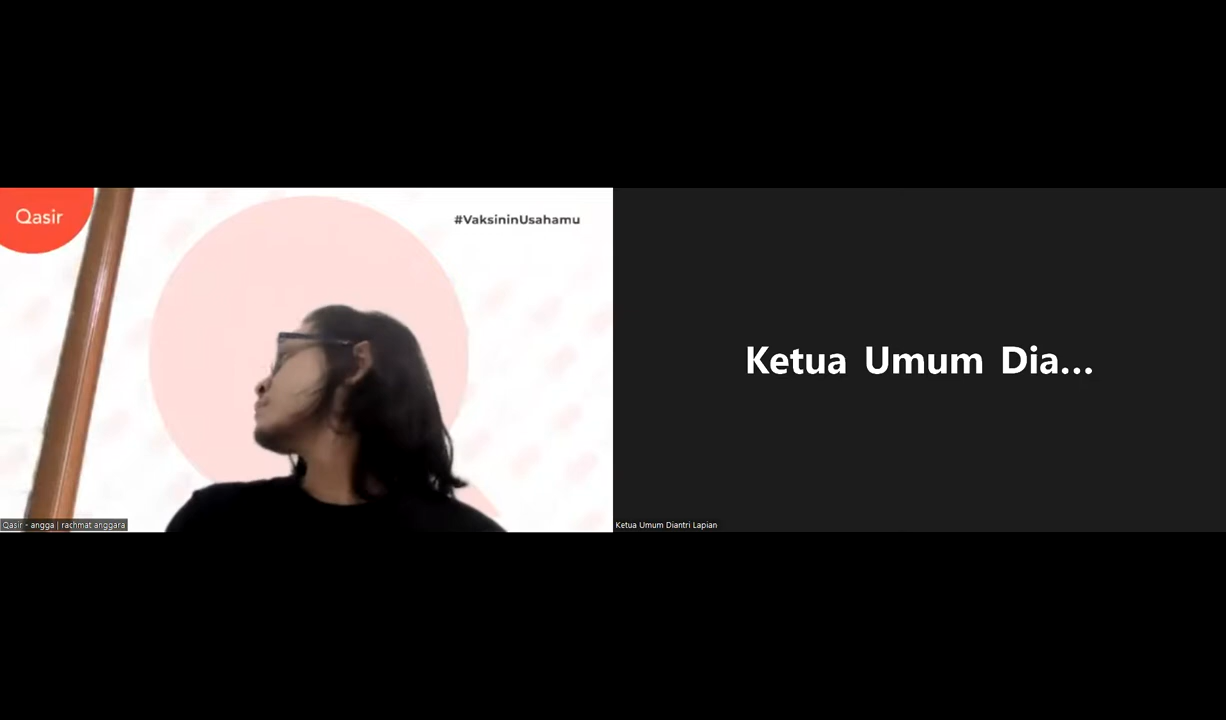 Qasir
#VaksininUsahamu
Qasir - angga | rachmat anggara
Ketua Umum Dia...
Ketua Umum Diantri Lapian